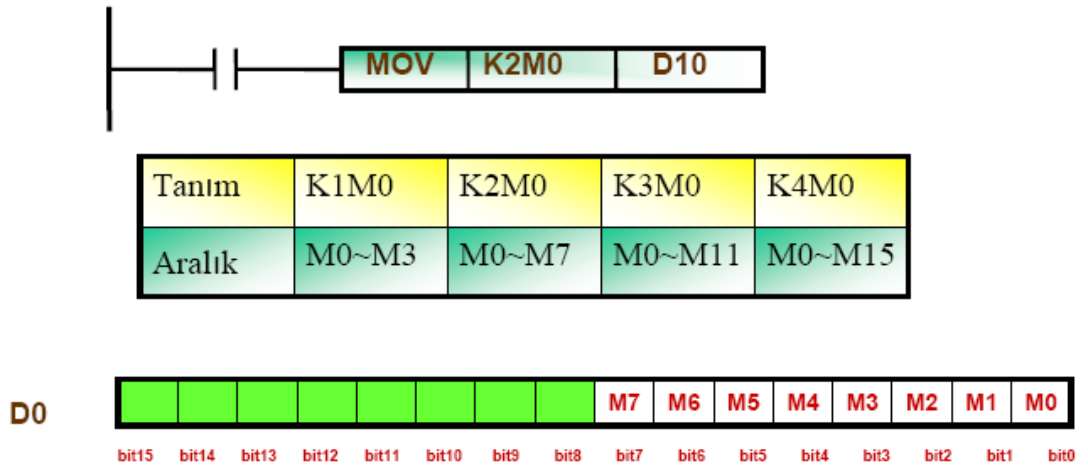 MOV K2M0 D10
Tanım K1M0 K2M0 K3M0 K4M0
Aralık M0~M3 M0~M7 M0~M11 M0~M15
D0 M7 M6 M5 M4 M3 M2 M1 M0
bit15 bit14 bit13 bit12 bit11 bit10 bit9 bit8 bit7 bit6 bit5 bit4 bit3 bit2 bit1 bit0